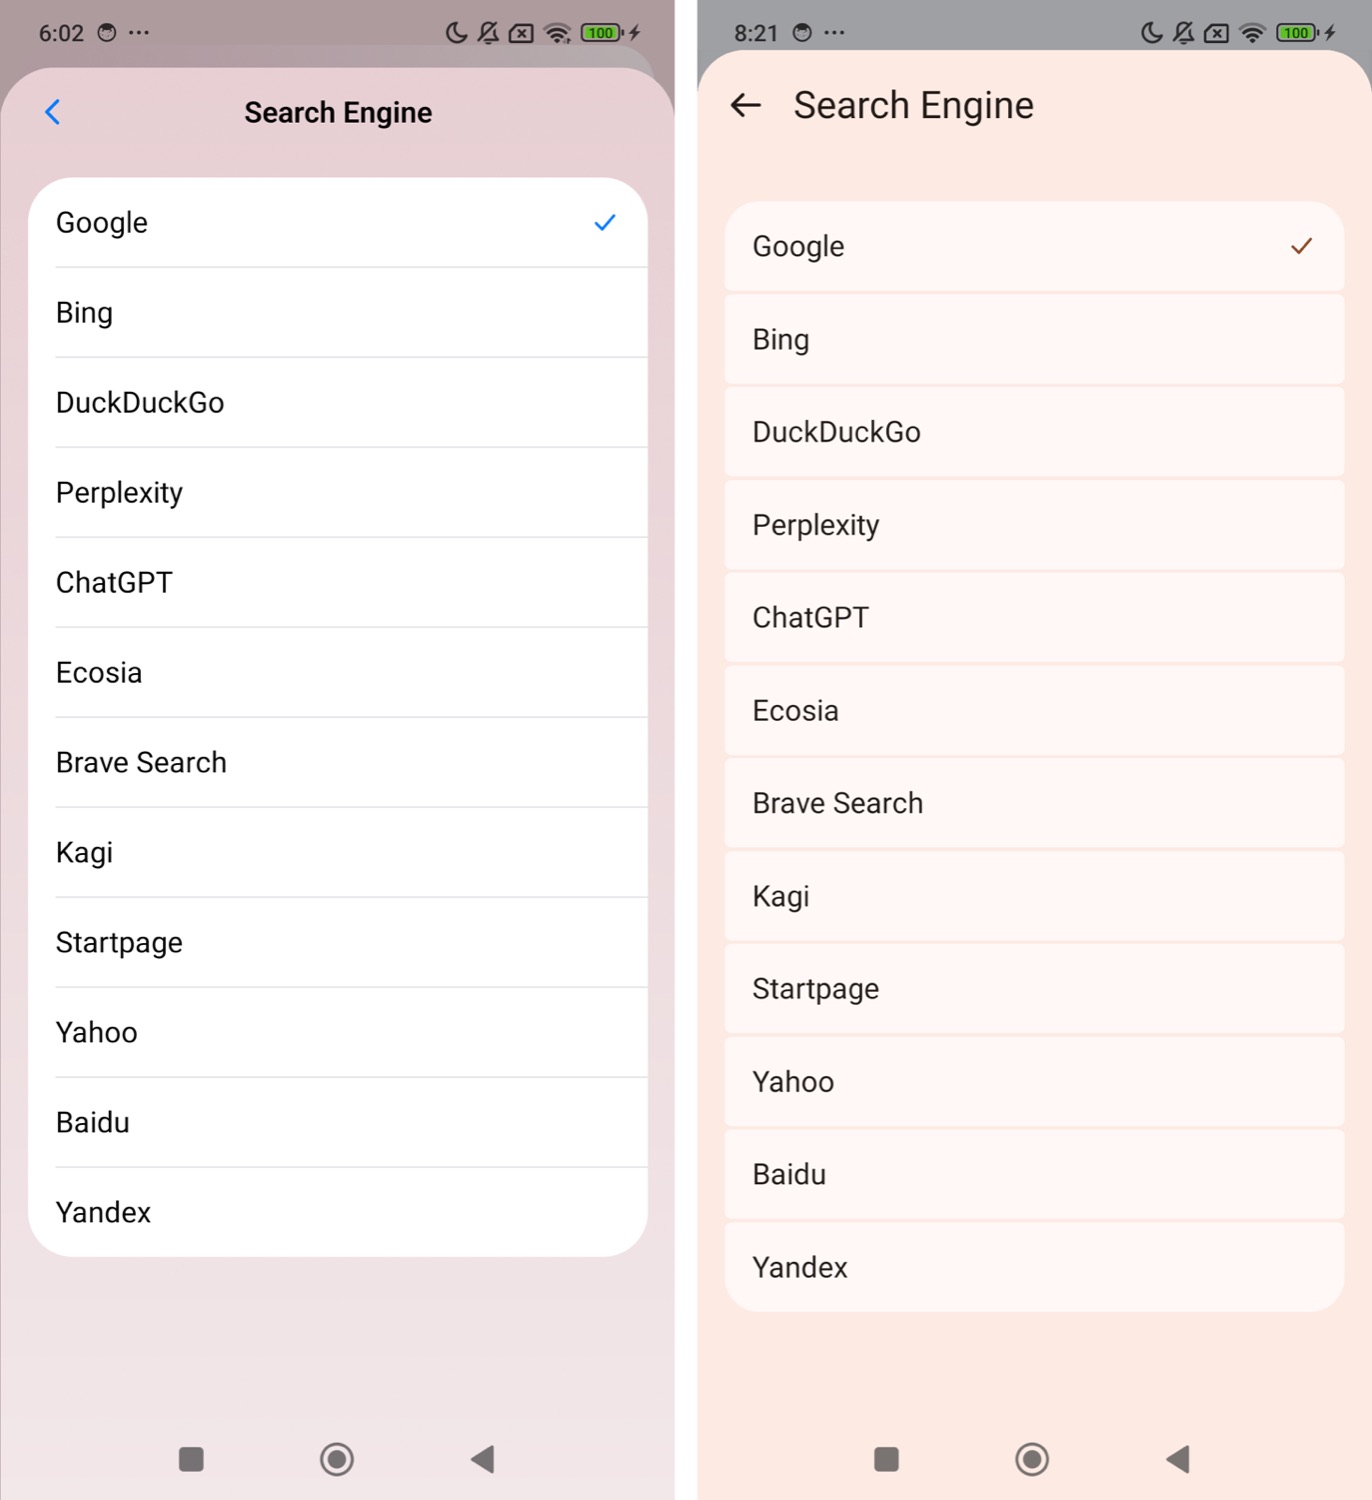 6:02 ...
100
Search Engine
Google
Bing
DuckDuckGo
Perplexity
ChatGPT
Ecosia
Brave Search
Kagi
Startpage
Yahoo
Baidu
Yandex
8:21 ...
100
Search Engine
Google
Bing
DuckDuckGo
Perplexity
ChatGPT
Ecosia
Brave Search
Kagi
Startpage
Yahoo
Baidu
Yandex